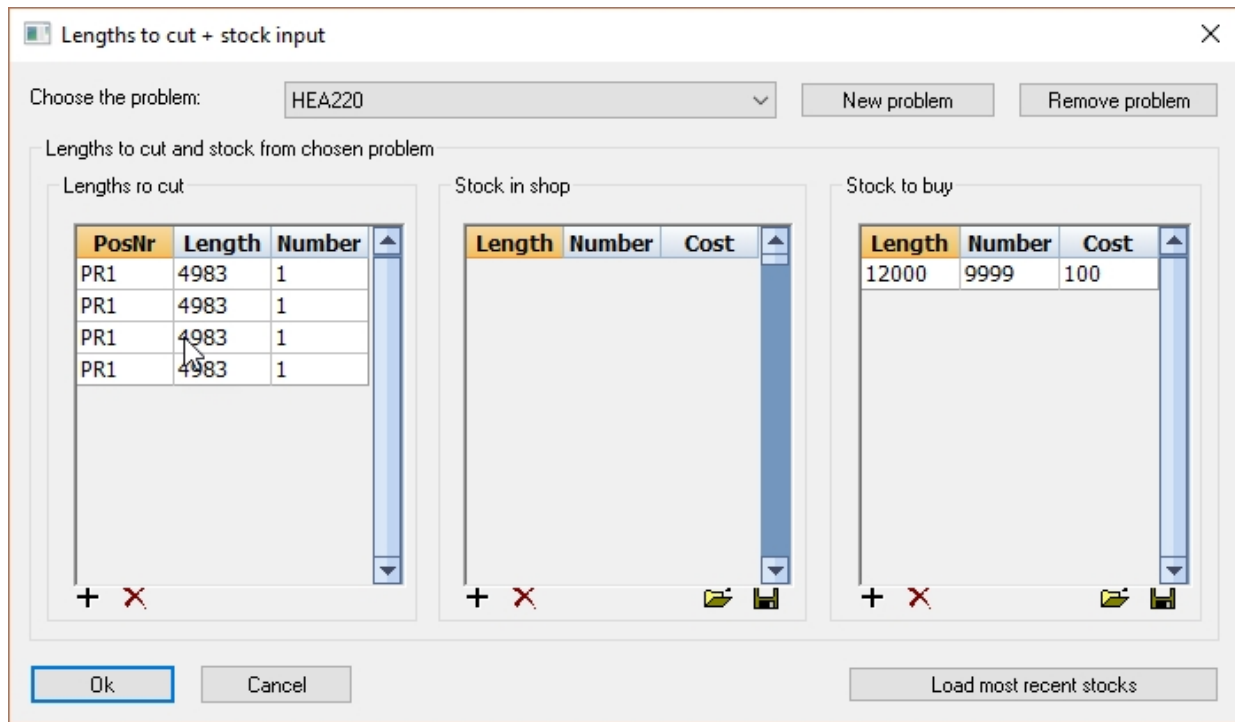 Lengths to cut + stock input
Choose the problem: HEA220 New problem Remove problem
Lengths to cut and stock from chosen problem
Lengths ro cut Stock in shop Stock to buy
PosNr Length Number Length Number Cost Length Number Cost
PR1 4983 1 12000 9999 100
PR1 4983 1
PR1 4983 1
PR1 4983 1
Ok Cancel Load most recent stocks